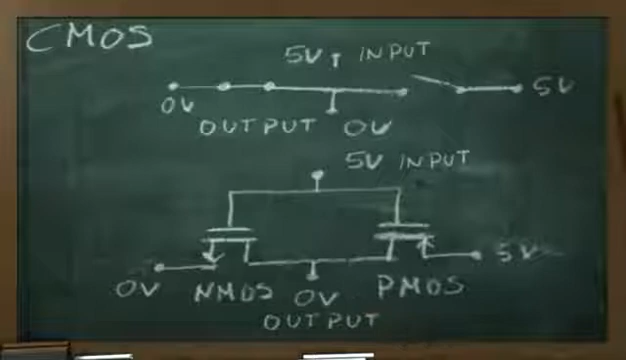 CMOS
5V INPUT
0V
5V
OUTPUT 0V
5V INPUT
0V NMOS 0V PMOS 5V
OUTPUT